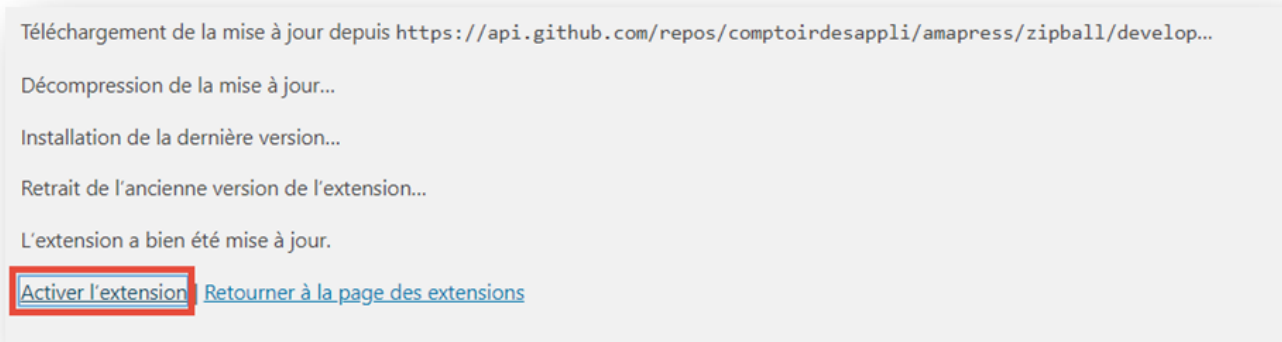 Téléchargement de la mise à jour depuis https://api.github.com/repos/comptoirdesappli/amapress/zipball/develop…
Décompression de la mise à jour…
Installation de la dernière version…
Retrait de l’ancienne version de l’extension…
L’extension a bien été mise à jour.
Activer l’extension | Retourner à la page des extensions